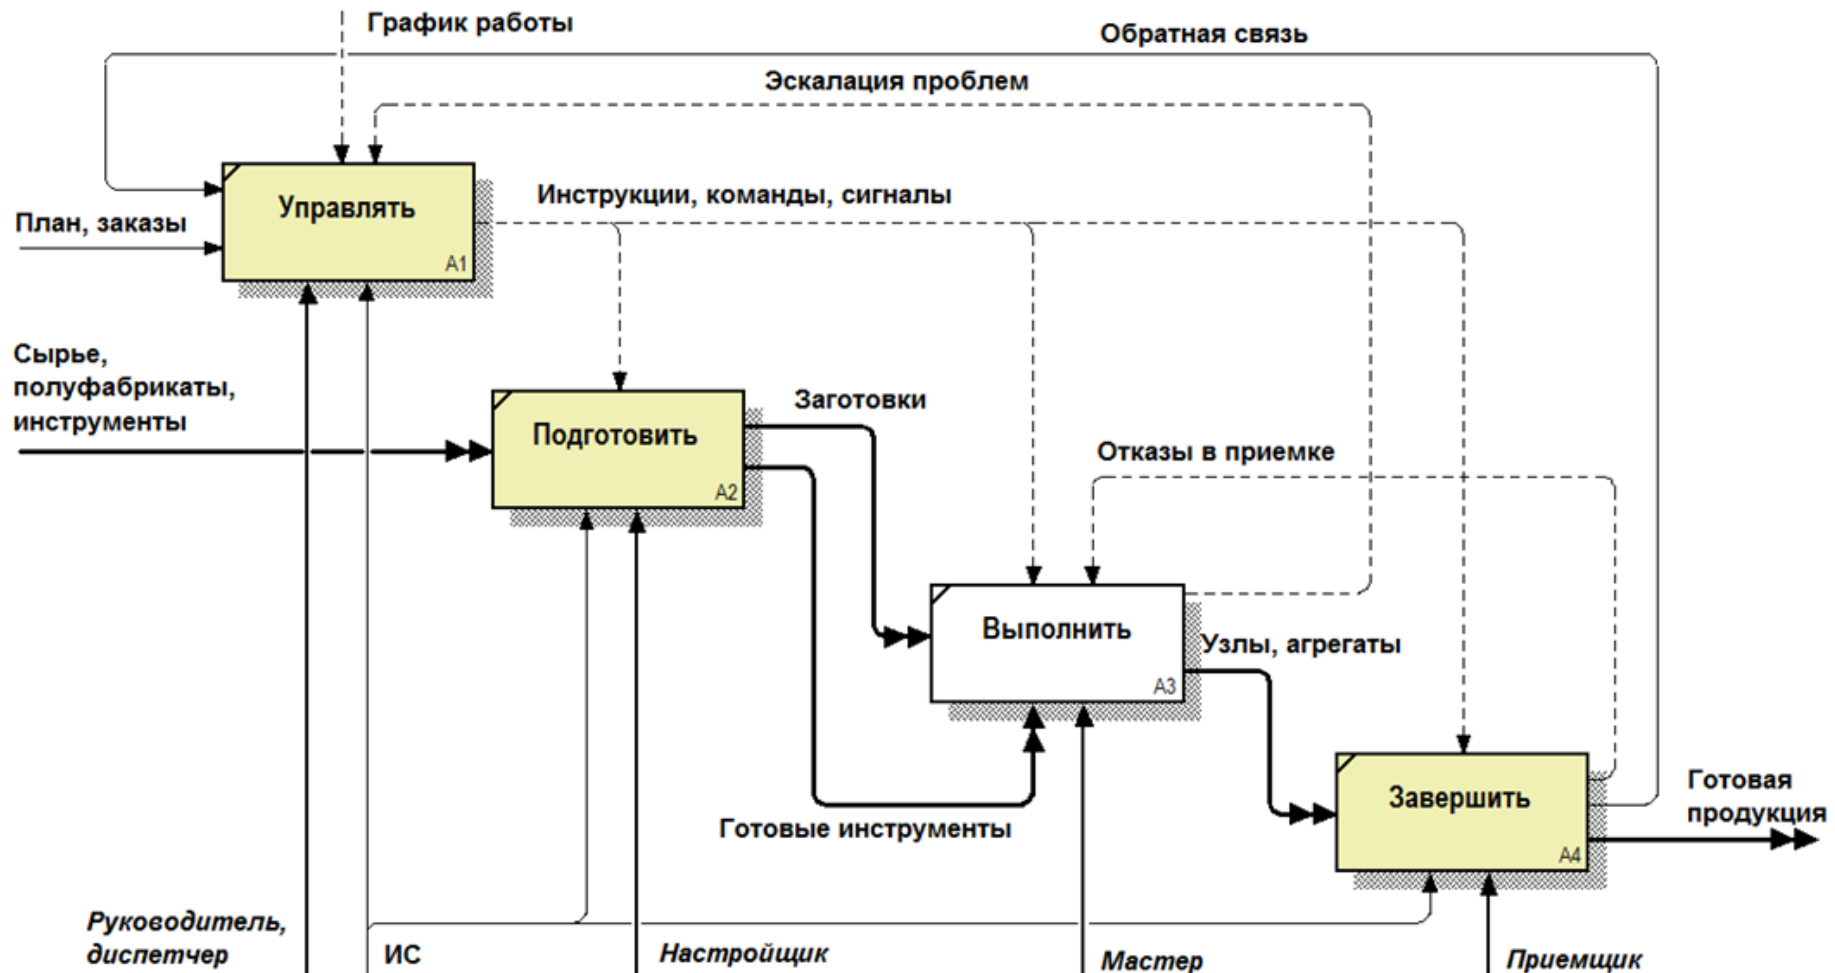 График работы
Обратная связь
Эскалация проблем
Управлять
A1
Инструкции, команды, сигналы
План, заказы
Сырье,
полуфабрикаты,
инструменты
Подготовить
A2
Заготовки
Отказы в приемке
Выполнить
A3
Узлы, агрегаты
Завершить
A4
Готовая
продукция
Готовые инструменты
Руководитель,
диспетчер
ИС
Настройщик
Мастер
Приемщик